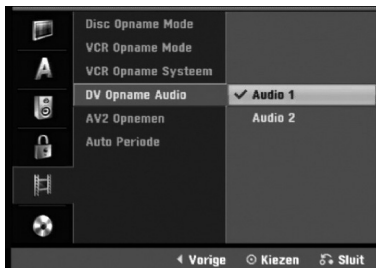 Disc Opname Mode
VCR Opname Mode
VCR Opname Systeem
DV Opname Audio
✓ Audio 1
AV2 Opnemen
Audio 2
Auto Periode
A
◄ Vorige
⊙ Kiezen
Sluit